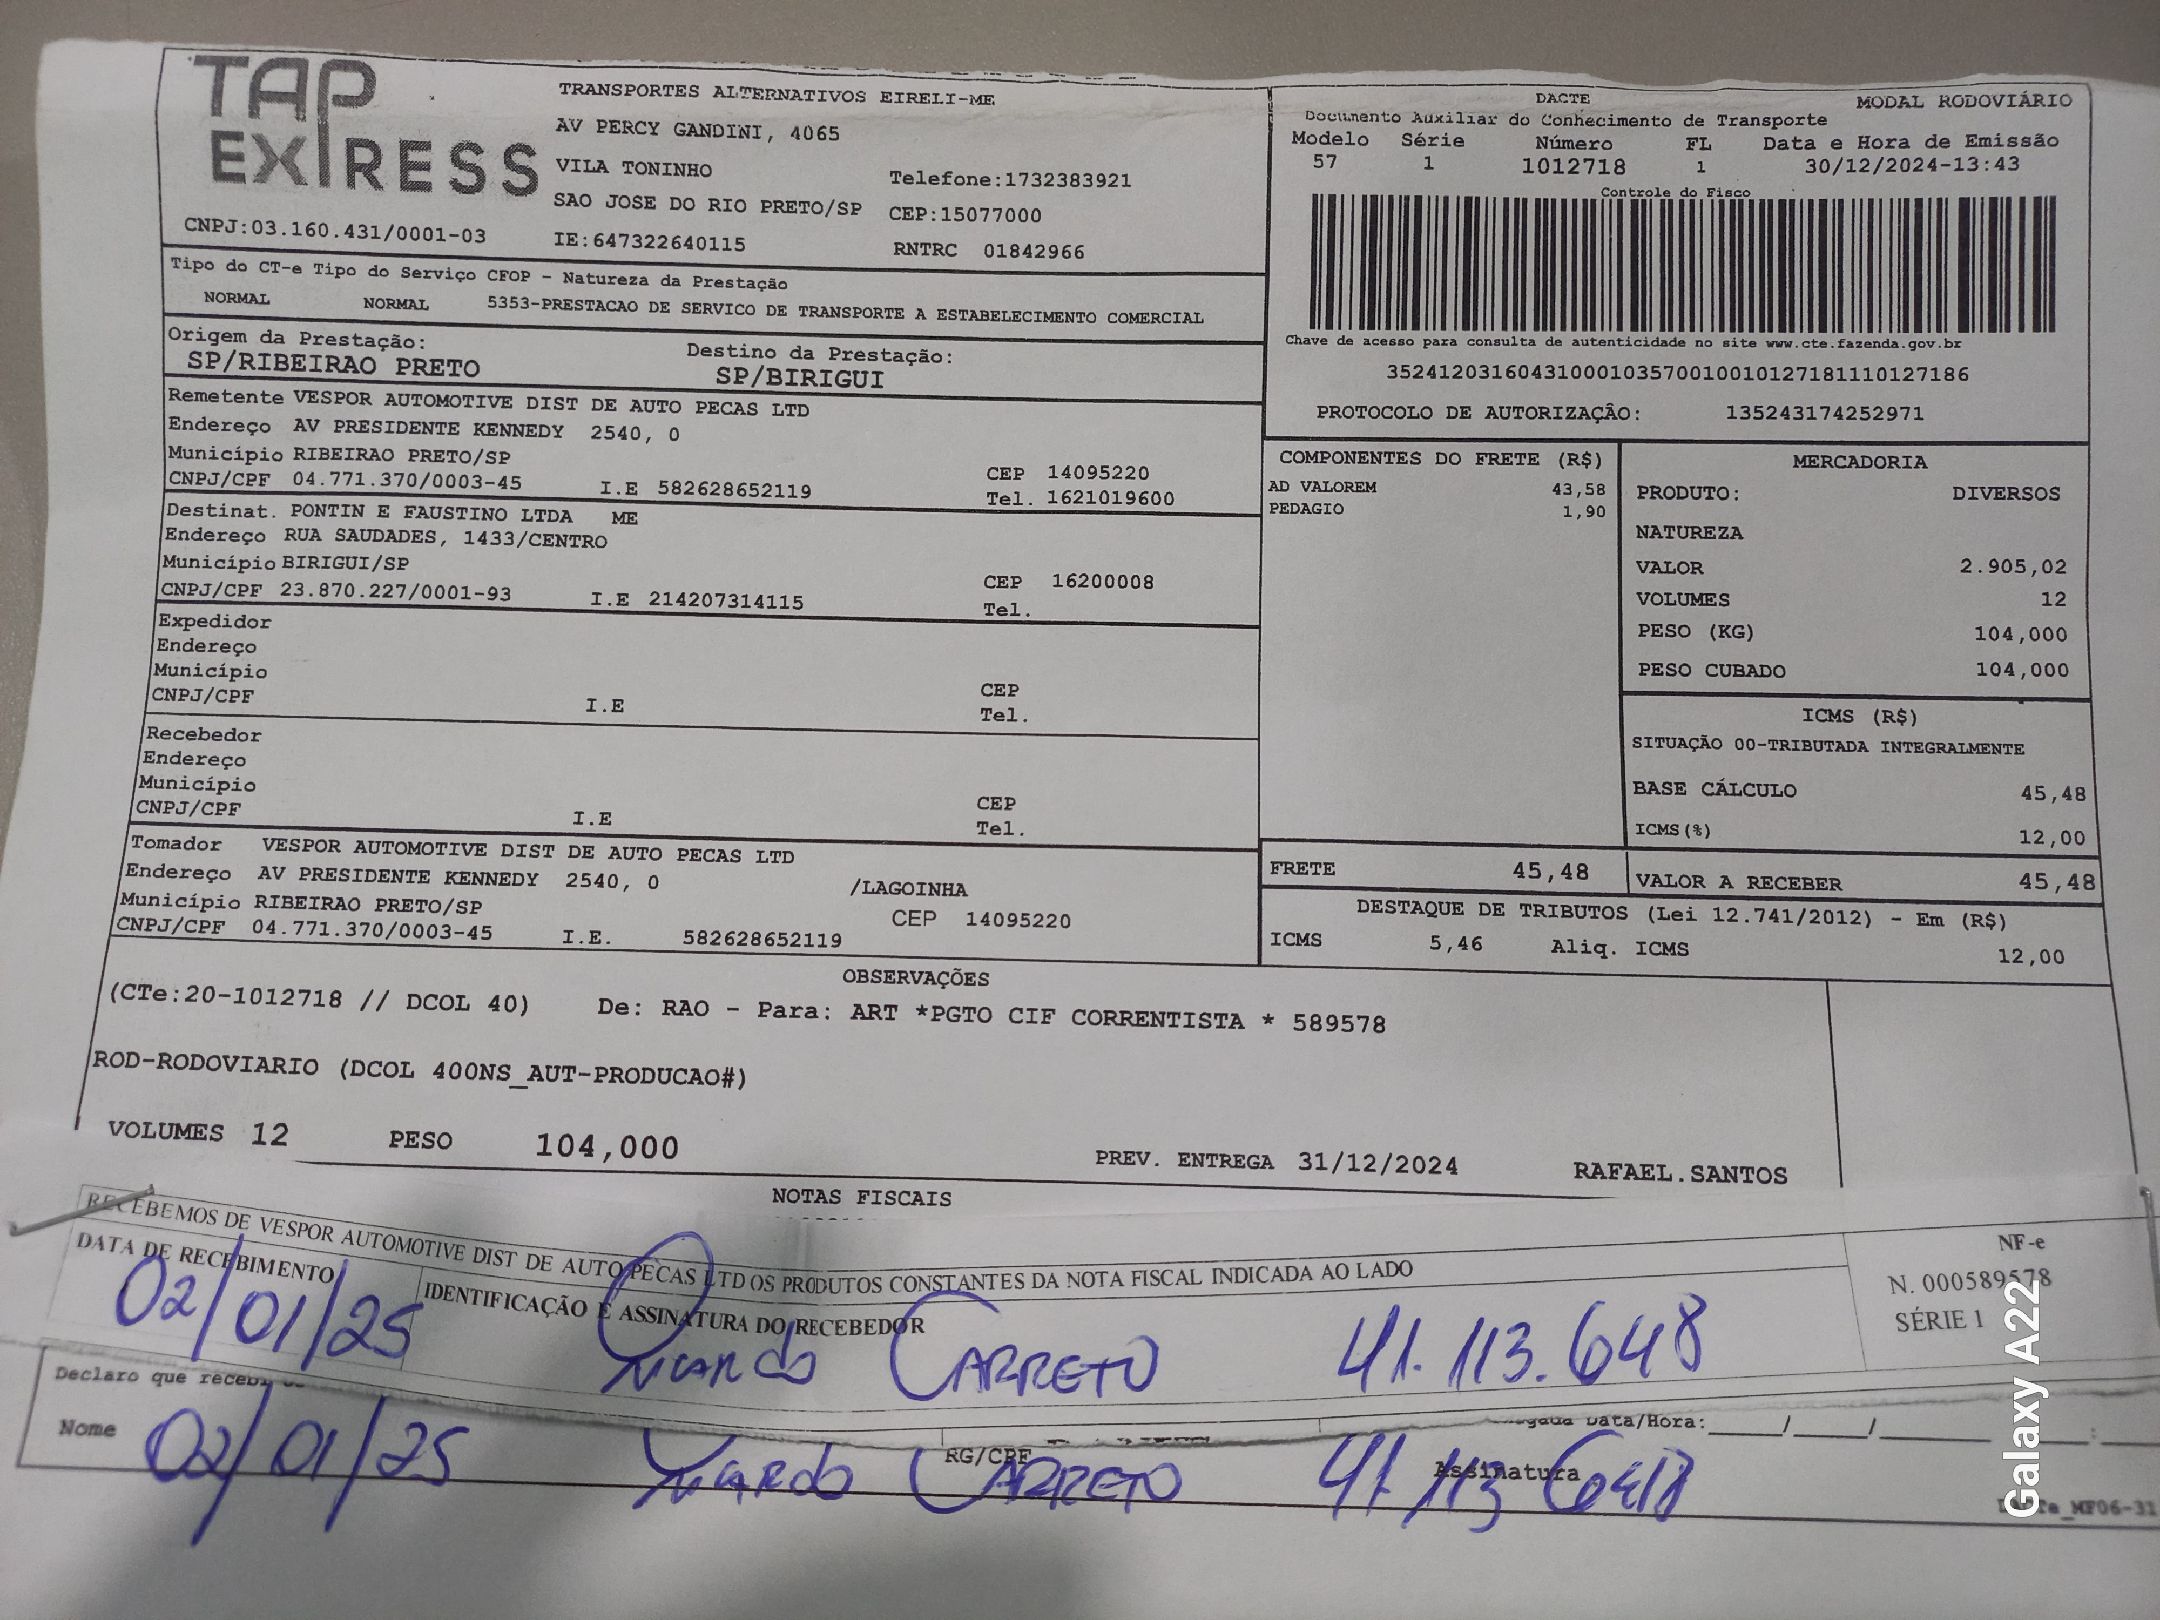 TAP EXPRESS
TRANSPORTES ALTERNATIVOS EIRELI-ME
AV PERCY GANDINI, 4065
VILA TONINHO Telefone:1732383921
SAO JOSE DO RIO PRETO/SP CEP:15077000
CNPJ:03.160.431/0001-03 IE:647322640115 RNTRC 01842966
DACTE MODAL RODOVIÁRIO
Documento Auxiliar do Conhecimento de Transporte
Modelo Série Número FL Data e Hora de Emissão
57 1 1012718 1 30/12/2024-13:43
Controle do Fisco
Chave de acesso para consulta de autenticidade no site www.cte.fazenda.gov.br
35241203160431000103570010010127181110127186
PROTOCOLO DE AUTORIZAÇÃO: 135243174252971
Tipo do CT-e Tipo do Serviço CFOP - Natureza da Prestação
NORMAL NORMAL 5353-PRESTACAO DE SERVICO DE TRANSPORTE A ESTABELECIMENTO COMERCIAL
Origem da Prestação: Destino da Prestação:
SP/RIBEIRAO PRETO SP/BIRIGUI
Remetente VESPOR AUTOMOTIVE DIST DE AUTO PECAS LTD
Endereço AV PRESIDENTE KENNEDY 2540, 0
Município RIBEIRAO PRETO/SP CEP 14095220
CNPJ/CPF 04.771.370/0003-45 I.E 582628652119 Tel. 1621019600
Destinat. PONTIN E FAUSTINO LTDA ME
Endereço RUA SAUDADES, 1433/CENTRO
Município BIRIGUI/SP CEP 16200008
CNPJ/CPF 23.870.227/0001-93 I.E 214207314115 Tel.
Expedidor
Endereço
Município CEP
CNPJ/CPF I.E Tel.
Recebedor
Endereço
Município CEP
CNPJ/CPF I.E Tel.
Tomador VESPOR AUTOMOTIVE DIST DE AUTO PECAS LTD
Endereço AV PRESIDENTE KENNEDY 2540, 0 /LAGOINHA
Município RIBEIRAO PRETO/SP CEP 14095220
CNPJ/CPF 04.771.370/0003-45 I.E. 582628652119
COMPONENTES DO FRETE (R$)
AD VALOREM 43,58
PEDAGIO 1,90
MERCADORIA
PRODUTO: DIVERSOS
NATUREZA
VALOR 2.905,02
VOLUMES 12
PESO (KG) 104,000
PESO CUBADO 104,000
ICMS (R$)
SITUAÇÃO 00-TRIBUTADA INTEGRALMENTE
BASE CÁLCULO 45,48
ICMS(%) 12,00
FRETE 45,48 VALOR A RECEBER 45,48
DESTAQUE DE TRIBUTOS (Lei 12.741/2012) - Em (R$)
ICMS 5,46 Aliq. ICMS 12,00
OBSERVAÇÕES
(CTe:20-1012718 // DCOL 40) De: RAO - Para: ART *PGTO CIF CORRENTISTA * 589578
ROD-RODOVIARIO (DCOL 400NS_AUT-PRODUCAO#)
VOLUMES 12 PESO 104,000 PREV. ENTREGA 31/12/2024 RAFAEL.SANTOS
NOTAS FISCAIS
RECEBEMOS DE VESPOR AUTOMOTIVE DIST DE AUTO PECAS LTD OS PRODUTOS CONSTANTES DA NOTA FISCAL INDICADA AO LADO
DATA DE RECEBIMENTO IDENTIFICAÇÃO E ASSINATURA DO RECEBEDOR
02/01/25 Ricardo CARRETO 41.113.648
NF-e
N. 000589578
SÉRIE 1
Declaro que recebi Data/Hora: / / :
Nome RG/CPF Assinatura
02/01/25 Ricardo CARRETO 41.113 648
Galaxy A22